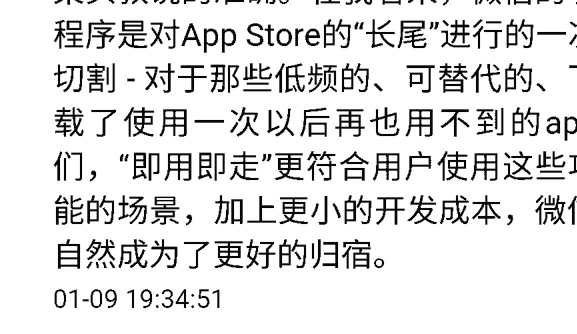 程序是对App Store的“长尾”进行的一次
切割 - 对于那些低频的、可替代的、
载了使用一次以后再也用不到的ap
们，“即用即走”更符合用户使用这些
能的场景，加上更小的开发成本，微
自然成为了更好的归宿。
01-09 19:34:51